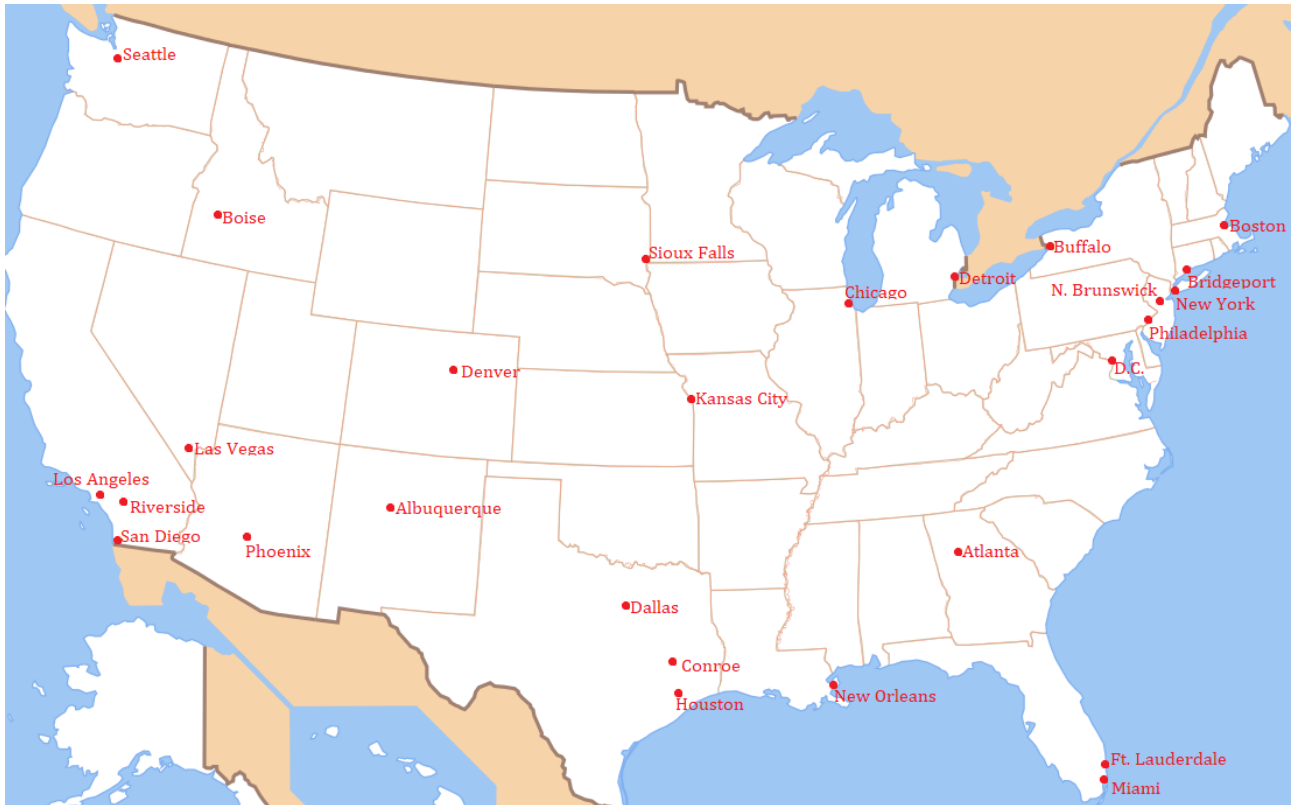 Seattle
Boise
Boston
Buffalo
Sioux Falls
Detroit
Bridgeport
N. Brunswick
Chicago
New York
Philadelphia
D.C.
Denver
Kansas City
Las Vegas
Los Angeles
Riverside
Albuquerque
San Diego
Phoenix
Atlanta
Dallas
Conroe
New Orleans
Houston
Ft. Lauderdale
Miami